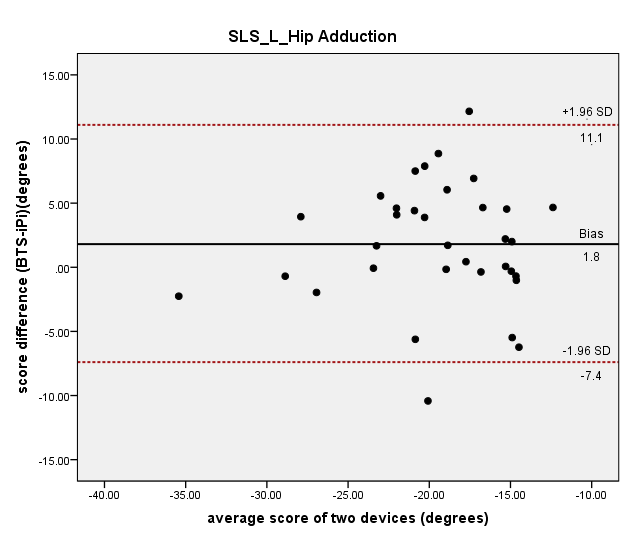 SLS_L_Hip Adduction
score difference (BTS-iPi)(degrees)
15.00
10.00
5.00
.00
-5.00
-10.00
-15.00
+1.96 SD
11.1
Bias
1.8
-1.96 SD
-7.4
-40.00 -35.00 -30.00 -25.00 -20.00 -15.00 -10.00
average score of two devices (degrees)